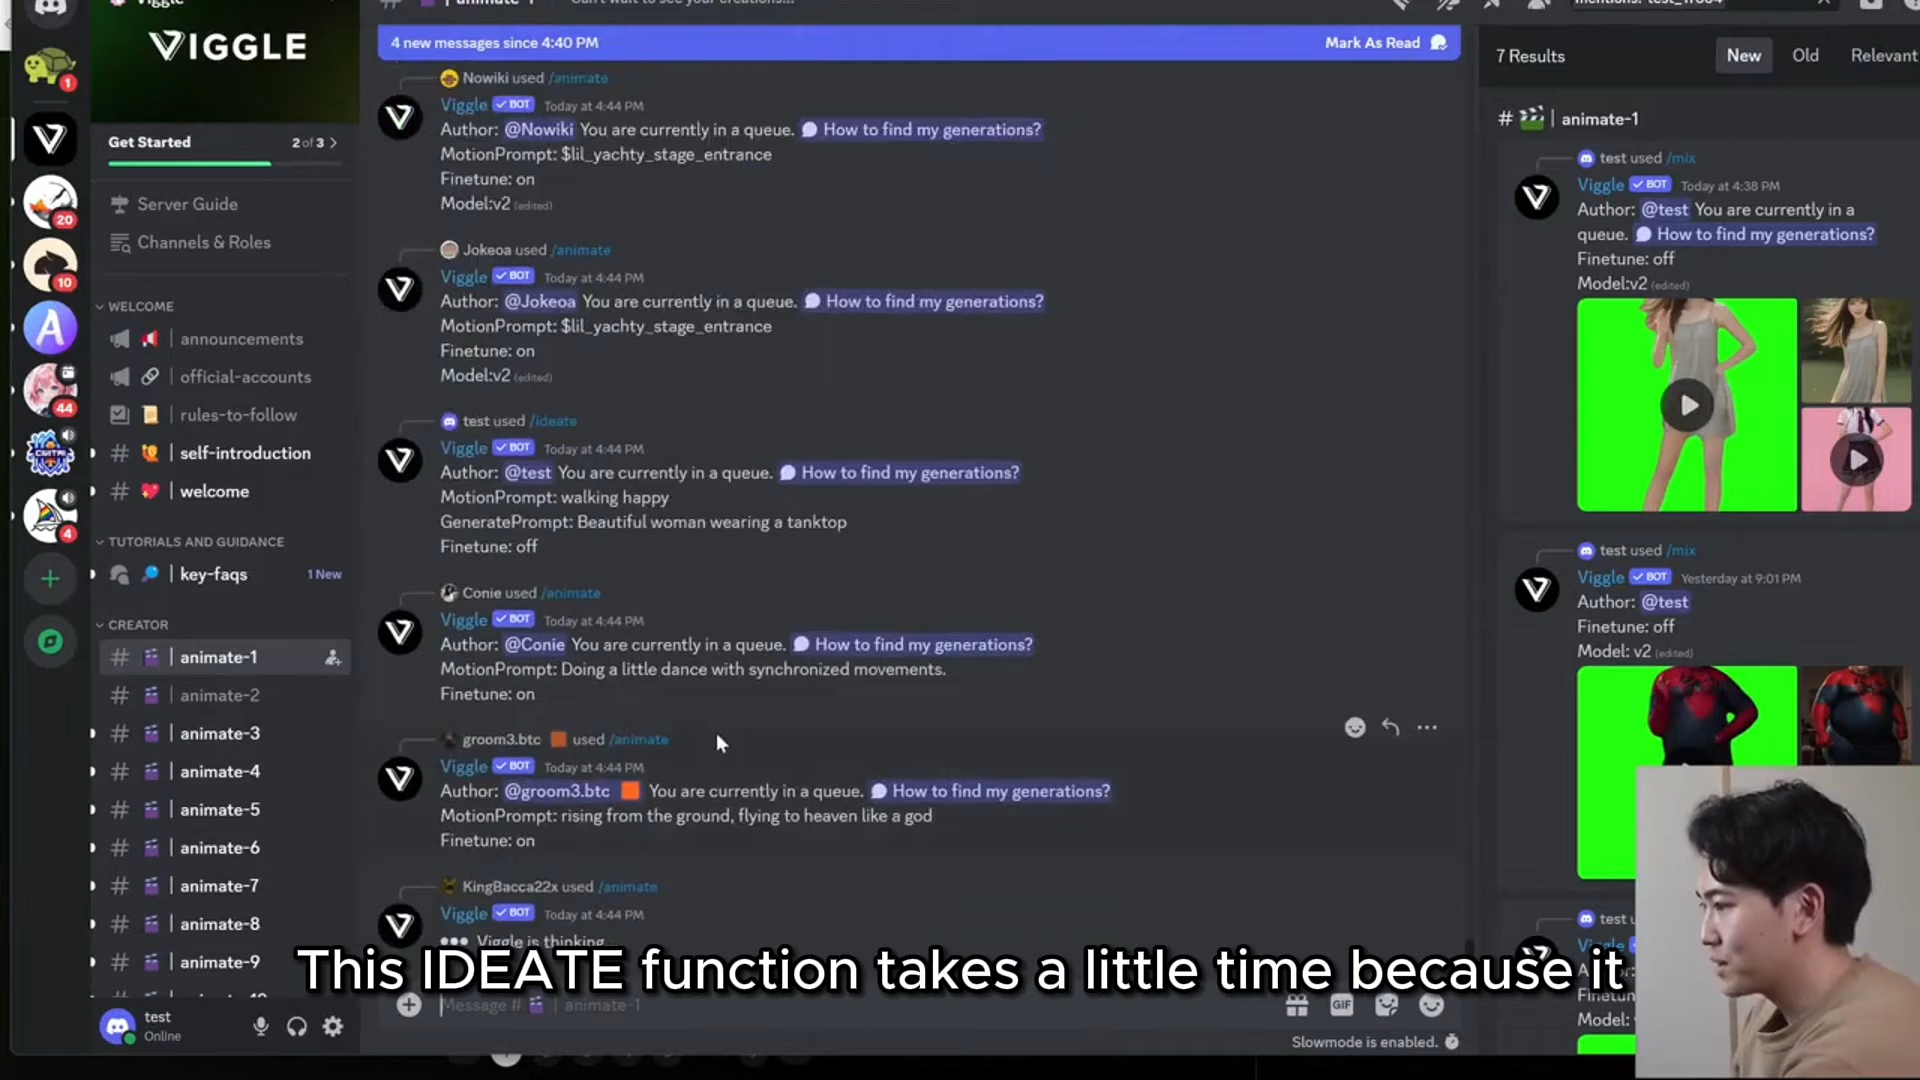 Viggle
VIGGLE
Get Started
2 of 3
Server Guide
Channels & Roles
WELCOME
announcements
official-accounts
rules-to-follow
self-introduction
welcome
TUTORIALS AND GUIDANCE
key-faqs
1 New
CREATOR
animate-1
animate-2
animate-3
animate-4
animate-5
animate-6
animate-7
animate-8
animate-9
test
Online
1
20
10
A
44
CIVITAI
4
4 new messages since 4:40 PM
Mark As Read
Nowiki used /animate
Viggle BOT Today at 4:44 PM
Author: @Nowiki You are currently in a queue. How to find my generations?
MotionPrompt: $lil_yachty_stage_entrance
Finetune: on
Model:v2 (edited)
Jokeoa used /animate
Viggle BOT Today at 4:44 PM
Author: @Jokeoa You are currently in a queue. How to find my generations?
MotionPrompt: $lil_yachty_stage_entrance
Finetune: on
Model:v2 (edited)
test used /ideate
Viggle BOT Today at 4:44 PM
Author: @test You are currently in a queue. How to find my generations?
MotionPrompt: walking happy
GeneratePrompt: Beautiful woman wearing a tanktop
Finetune: off
Conie used /animate
Viggle BOT Today at 4:44 PM
Author: @Conie You are currently in a queue. How to find my generations?
MotionPrompt: Doing a little dance with synchronized movements.
Finetune: on
groom3.btc used /animate
Viggle BOT Today at 4:44 PM
Author: @groom3.btc You are currently in a queue. How to find my generations?
MotionPrompt: rising from the ground, flying to heaven like a god
Finetune: on
KingBacca22x used /animate
Viggle BOT Today at 4:44 PM
Viggle is thinking...
This IDEATE function takes a little time because it
Message # | animate-1
GIF
Slowmode is enabled.
7 Results
New
Old
Relevant
# | animate-1
test used /mix
Viggle BOT Today at 4:38 PM
Author: @test You are currently in a
queue. How to find my generations?
Finetune: off
Model:v2 (edited)
test used /mix
Viggle BOT Yesterday at 9:01 PM
Author: @test
Finetune: off
Model: v2 (edited)
test
Model: